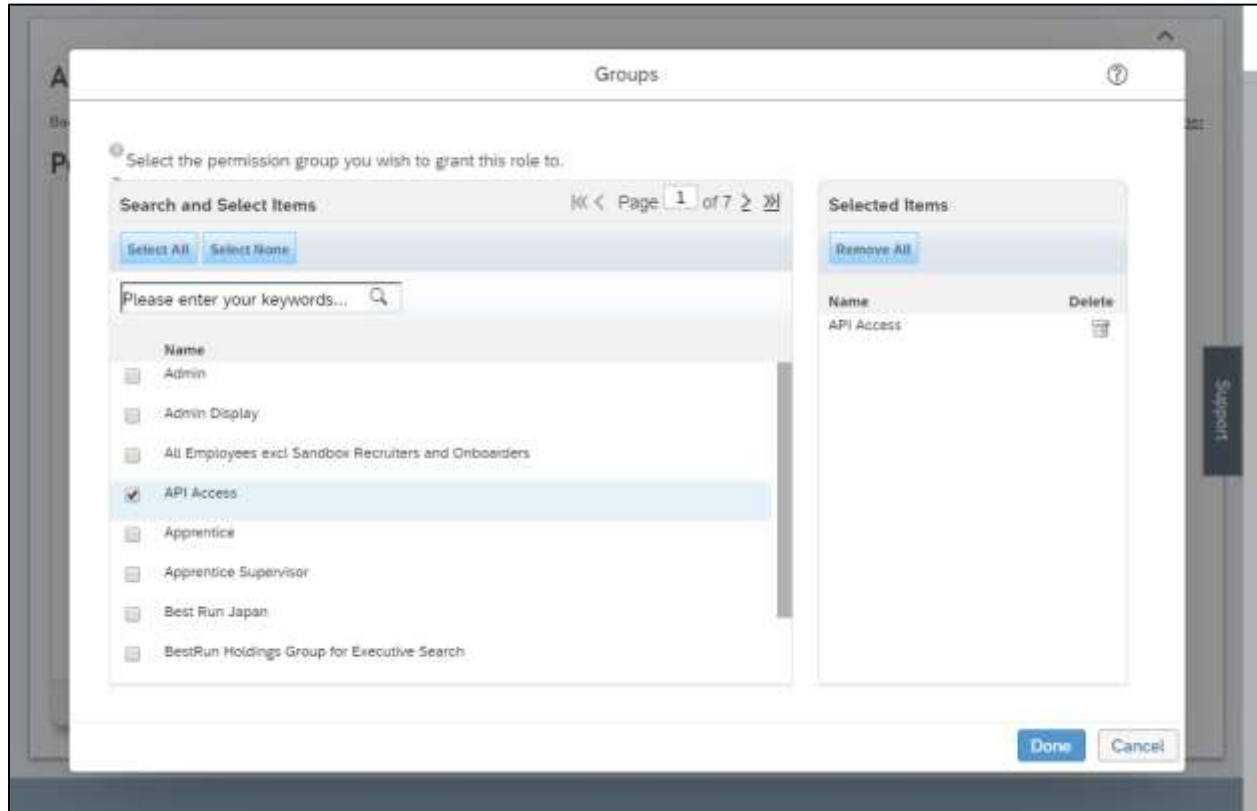 Groups
Select the permission group you wish to grant this role to.
Search and Select Items
Page 1 of 7
Select All Select None
Please enter your keywords...
Name
Admin
Admin Display
All Employees excl Sandbox Recruiters and Onboarders
API Access
Apprentice
Apprentice Supervisor
Best Run Japan
BestRun Holdings Group for Executive Search
Selected Items
Remove All
Name Delete
API Access
Support
Done Cancel